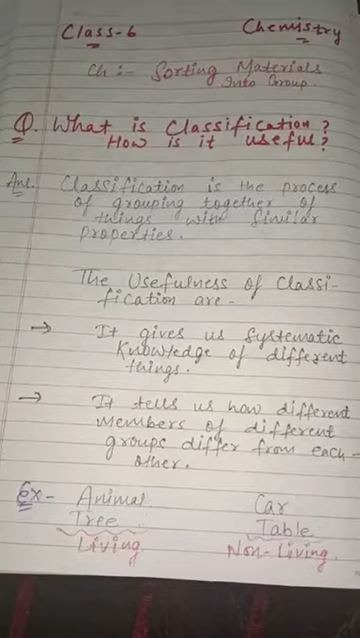 Class-6 Chemistry
Ch :- Sorting Materials
Into Group.
Q. What is Classification?
How is it useful?
Ans. Classification is the process
of grouping together of
things with Similar
properties.
The Usefulness of Classi-
fication are -
→ It gives us Systematic
Knowledge of different
things.
→ It tells us how different
Members of different
groups differ from each-
other.
Ex- Animal Car
Tree Table
Living Non-Living.